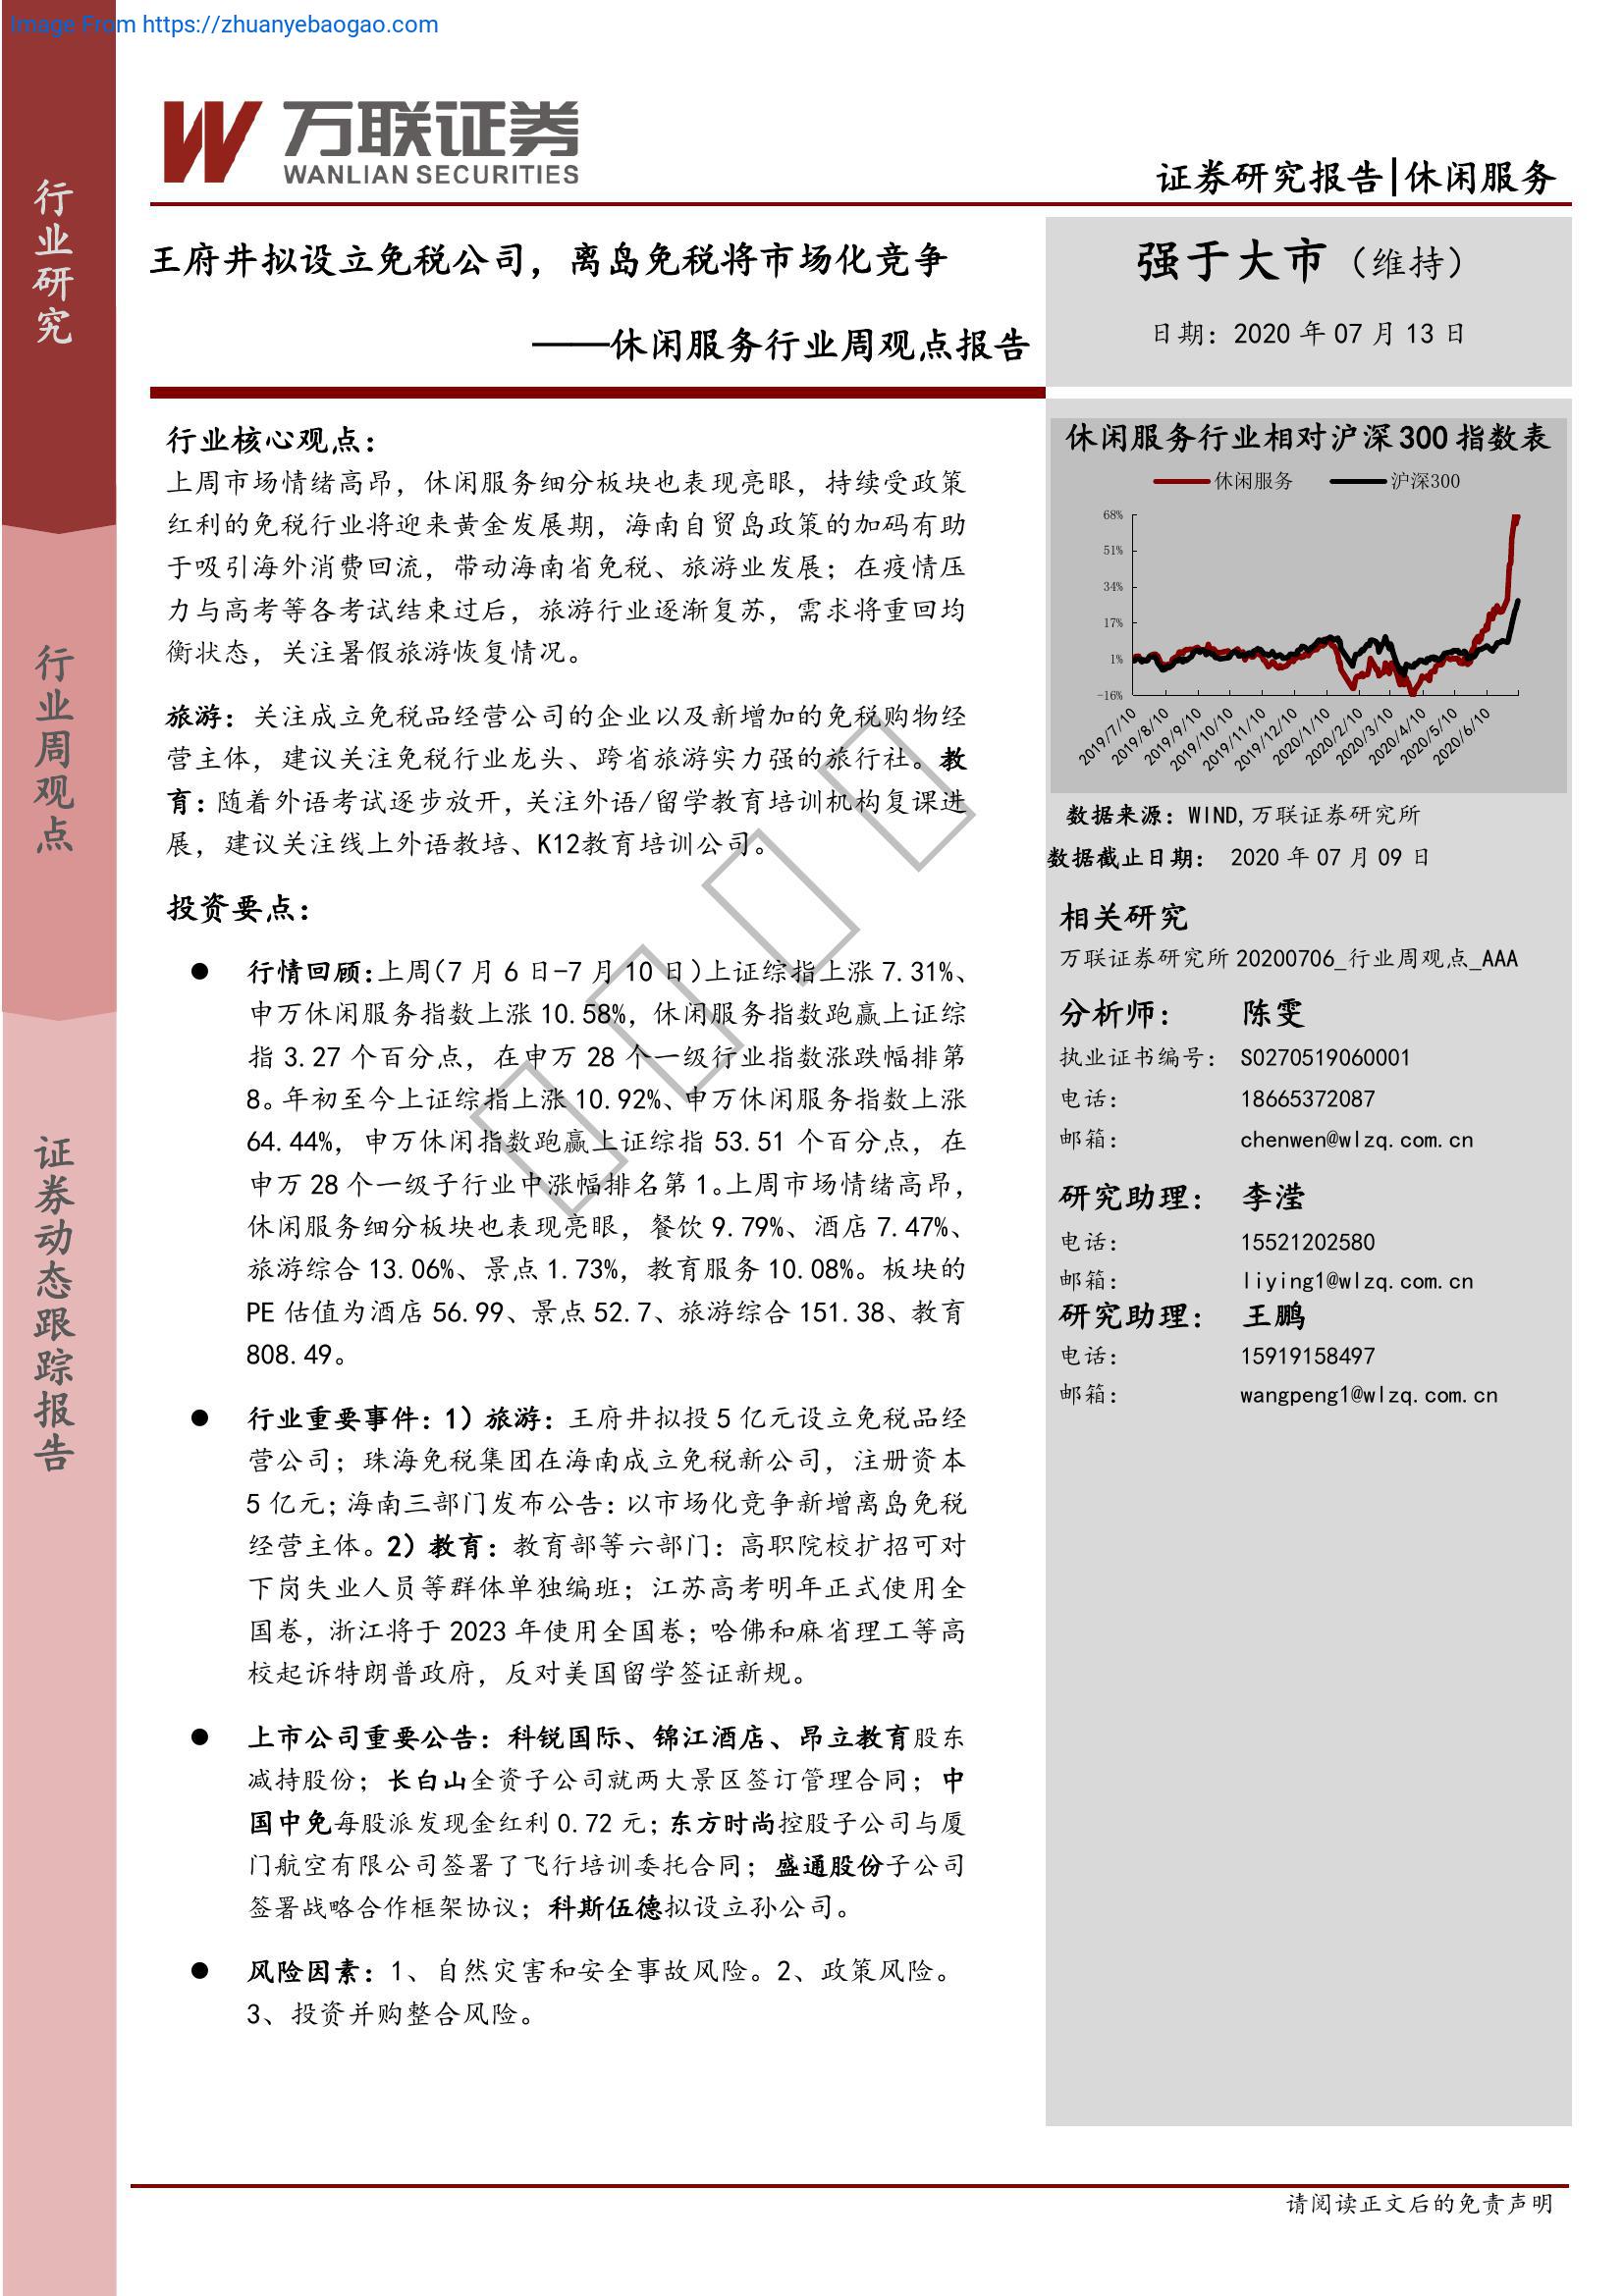 Image From https://zhuanyebaogao.com
万联证券
WANLIAN SECURITIES
证券研究报告|休闲服务
行业研究
行业周观点
证券动态跟踪报告
王府井拟设立免税公司，离岛免税将市场化竞争
——休闲服务行业周观点报告
强于大市（维持）
日期：2020 年 07 月 13 日
行业核心观点：
上周市场情绪高昂，休闲服务细分板块也表现亮眼，持续受政策
红利的免税行业将迎来黄金发展期，海南自贸岛政策的加码有助
于吸引海外消费回流，带动海南省免税、旅游业发展；在疫情压
力与高考等各考试结束过后，旅游行业逐渐复苏，需求将重回均
衡状态，关注暑假旅游恢复情况。
旅游：关注成立免税品经营公司的企业以及新增加的免税购物经
营主体，建议关注免税行业龙头、跨省旅游实力强的旅行社。教
育：随着外语考试逐步放开，关注外语/留学教育培训机构复课进
展，建议关注线上外语教培、K12教育培训公司。
投资要点：
● 行情回顾：上周（7 月 6 日-7 月 10 日）上证综指上涨 7.31%、
申万休闲服务指数上涨 10.58%，休闲服务指数跑赢上证综
指 3.27 个百分点，在申万 28 个一级行业指数涨跌幅排第
8。年初至今上证综指上涨 10.92%、申万休闲服务指数上涨
64.44%，申万休闲指数跑赢上证综指 53.51 个百分点，在
申万 28 个一级子行业中涨幅排名第 1。上周市场情绪高昂，
休闲服务细分板块也表现亮眼，餐饮 9.79%、酒店 7.47%、
旅游综合 13.06%、景点 1.73%，教育服务 10.08%。板块的
PE 估值为酒店 56.99、景点 52.7、旅游综合 151.38、教育
808.49。
● 行业重要事件：1）旅游：王府井拟投 5 亿元设立免税品经
营公司；珠海免税集团在海南成立免税新公司，注册资本
5 亿元；海南三部门发布公告：以市场化竞争新增离岛免税
经营主体。2）教育：教育部等六部门：高职院校扩招可对
下岗失业人员等群体单独编班；江苏高考明年正式使用全
国卷，浙江将于 2023 年使用全国卷；哈佛和麻省理工等高
校起诉特朗普政府，反对美国留学签证新规。
● 上市公司重要公告：科锐国际、锦江酒店、昂立教育股东
减持股份；长白山全资子公司就两大景区签订管理合同；中
国中免每股派发现金红利 0.72 元；东方时尚控股子公司与厦
门航空有限公司签署了飞行培训委托合同；盛通股份子公司
签署战略合作框架协议；科斯伍德拟设立孙公司。
● 风险因素：1、自然灾害和安全事故风险。2、政策风险。
3、投资并购整合风险。
休闲服务行业相对沪深 300 指数表
休闲服务 沪深300
68%
51%
34%
17%
1%
-16%
2019/7/10
2019/8/10
2019/9/10
2019/10/10
2019/11/10
2019/12/10
2020/1/10
2020/2/10
2020/3/10
2020/4/10
2020/5/10
2020/6/10
数据来源：WIND,万联证券研究所
数据截止日期： 2020 年 07 月 09 日
相关研究
万联证券研究所 20200706_行业周观点_AAA
分析师： 陈雯
执业证书编号： S0270519060001
电话： 18665372087
邮箱： chenwen@wlzq.com.cn
研究助理： 李滢
电话： 15521202580
邮箱： liying1@wlzq.com.cn
研究助理： 王鹏
电话： 15919158497
邮箱： wangpeng1@wlzq.com.cn
请阅读正文后的免责声明